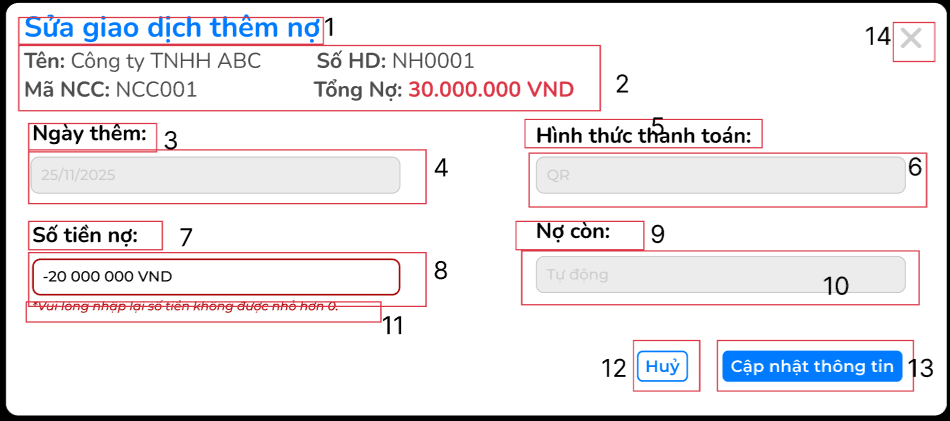 Sửa giao dịch thêm nợ 1
14
Tên: Công ty TNHH ABC Số HD: NH0001
Mã NCC: NCC001 Tổng Nợ: 30.000.000 VND
2
Ngày thêm: 3
Hình thức thanh toán: 5
25/11/2025 4
QR 6
Số tiền nợ: 7
Nợ còn: 9
-20 000 000 VND 8
Tự động 10
*Vui lòng nhập lại số tiền không được nhỏ hơn 0.
11
12 Huỷ Cập nhật thông tin 13